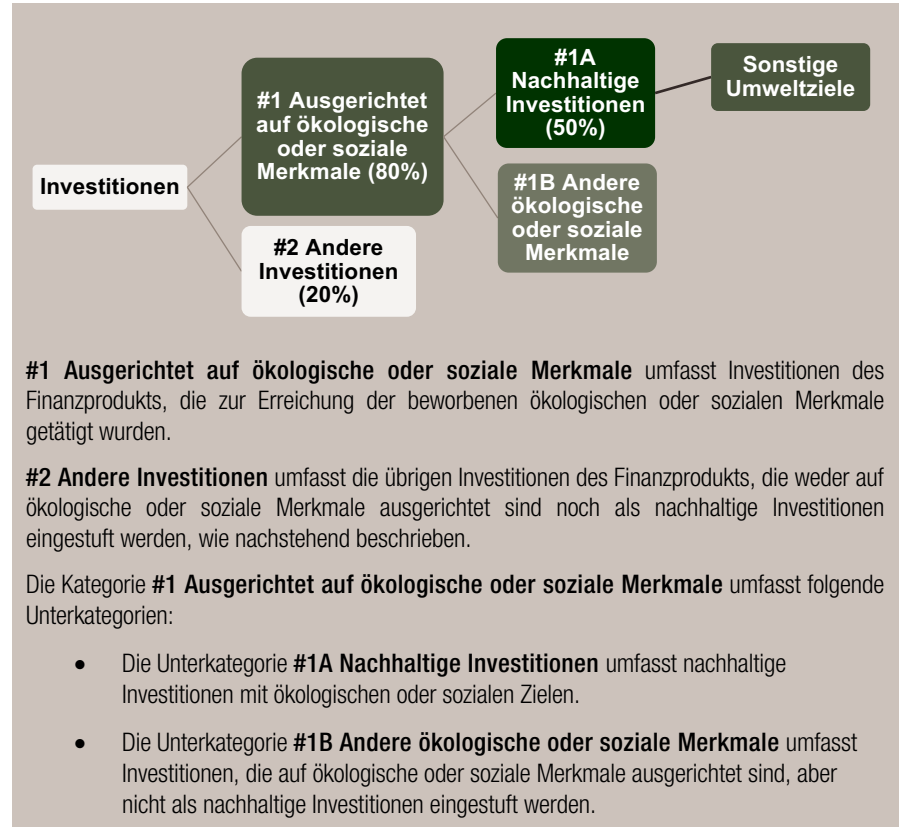 Investitionen
#1 Ausgerichtet
auf ökologische
oder soziale
Merkmale (80%)
#2 Andere
Investitionen
(20%)
#1A
Nachhaltige
Investitionen
(50%)
#1B Andere
ökologische
oder soziale
Merkmale
Sonstige
Umweltziele
#1 Ausgerichtet auf ökologische oder soziale Merkmale umfasst Investitionen des
Finanzprodukts, die zur Erreichung der beworbenen ökologischen oder sozialen Merkmale
getätigt wurden.
#2 Andere Investitionen umfasst die übrigen Investitionen des Finanzprodukts, die weder auf
ökologische oder soziale Merkmale ausgerichtet sind noch als nachhaltige Investitionen
eingestuft werden, wie nachstehend beschrieben.
Die Kategorie #1 Ausgerichtet auf ökologische oder soziale Merkmale umfasst folgende
Unterkategorien:
• Die Unterkategorie #1A Nachhaltige Investitionen umfasst nachhaltige
Investitionen mit ökologischen oder sozialen Zielen.
• Die Unterkategorie #1B Andere ökologische oder soziale Merkmale umfasst
Investitionen, die auf ökologische oder soziale Merkmale ausgerichtet sind, aber
nicht als nachhaltige Investitionen eingestuft werden.